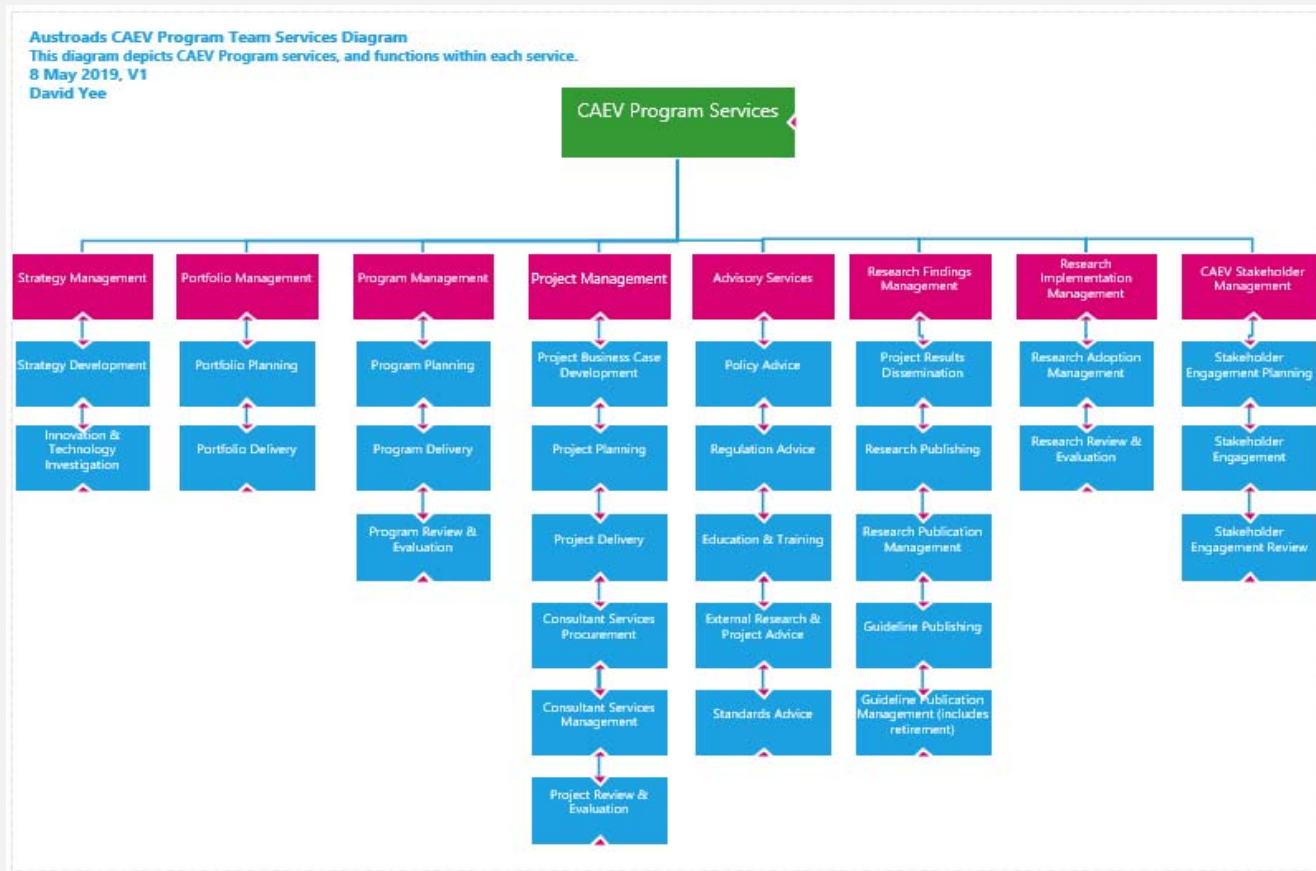 Austroads CAEV Program Team Services Diagram
This diagram depicts CAEV Program services, and functions within each service.
8 May 2019, V1
David Yee
CAEV Program Services
Strategy Management
Strategy Development
Innovation &
Technology
Investigation
Portfolio Management
Portfolio Planning
Portfolio Delivery
Program Management
Program Planning
Program Delivery
Program Review &
Evaluation
Project Management
Project Business Case
Development
Project Planning
Project Delivery
Consultant Services
Procurement
Consultant Services
Management
Project Review &
Evaluation
Advisory Services
Policy Advice
Regulation Advice
Education & Training
External Research &
Project Advice
Standards Advice
Research Findings
Management
Project Results
Dissemination
Research Publishing
Research Publication
Management
Guideline Publishing
Guideline Publication
Management (includes
retirement)
Research
Implementation
Management
Research Adoption
Management
Research Review &
Evaluation
CAEV Stakeholder
Management
Stakeholder
Engagement Planning
Stakeholder
Engagement
Stakeholder
Engagement Review